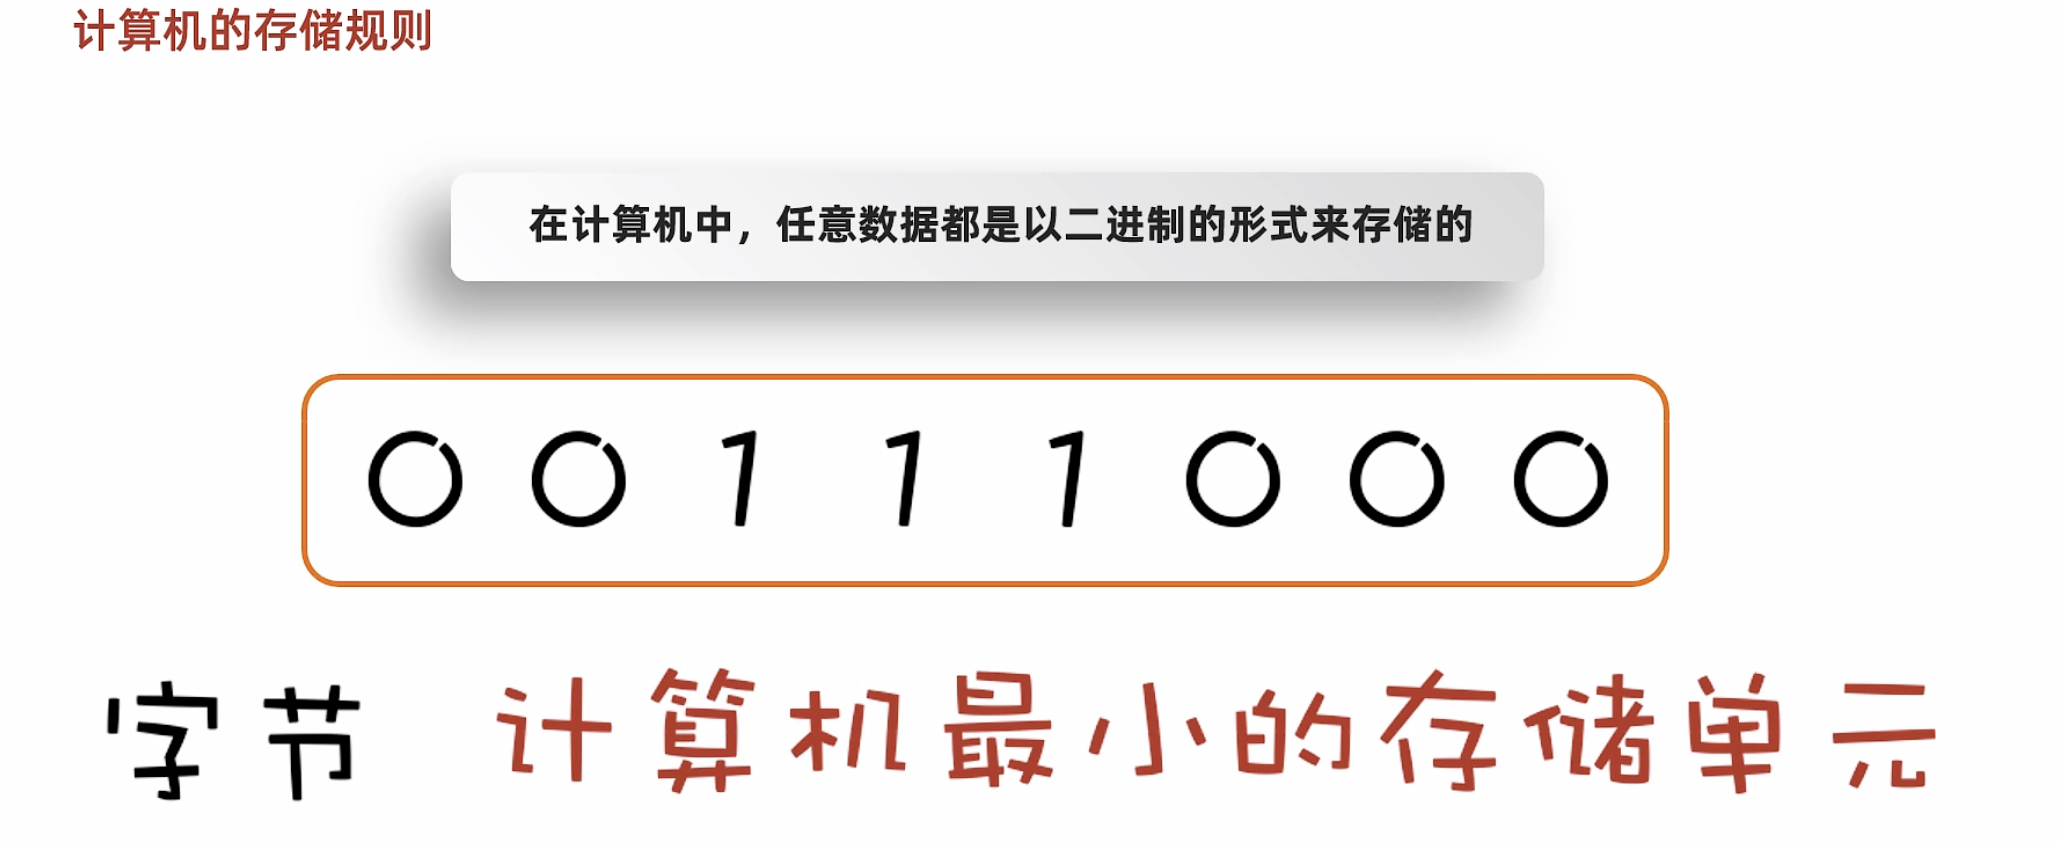 计算机的存储规则
在计算机中，任意数据都是以二进制的形式来存储的
0 0 1 1 1 0 0 0
字节 计算机最小的存储单元